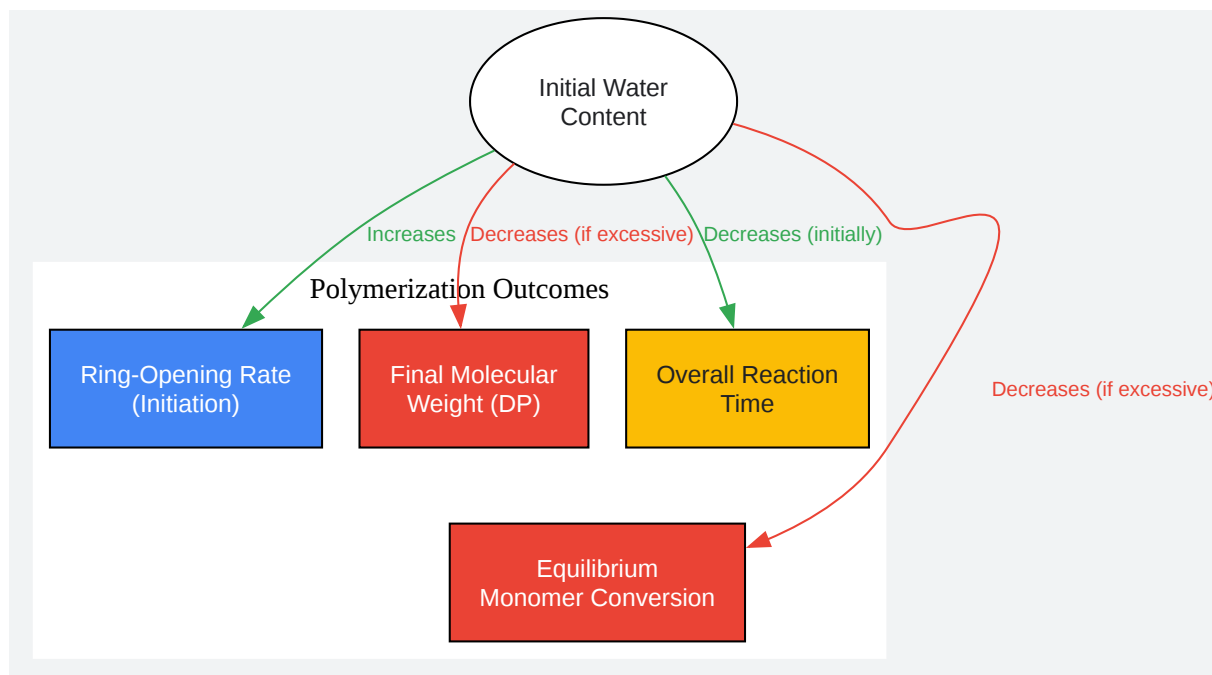 Initial Water
Content
Increases
Decreases (if excessive)
Decreases (initially)
Polymerization Outcomes
Ring-Opening Rate
(Initiation)
Final Molecular
Weight (DP)
Overall Reaction
Time
Decreases (if excessive)
Equilibrium
Monomer Conversion